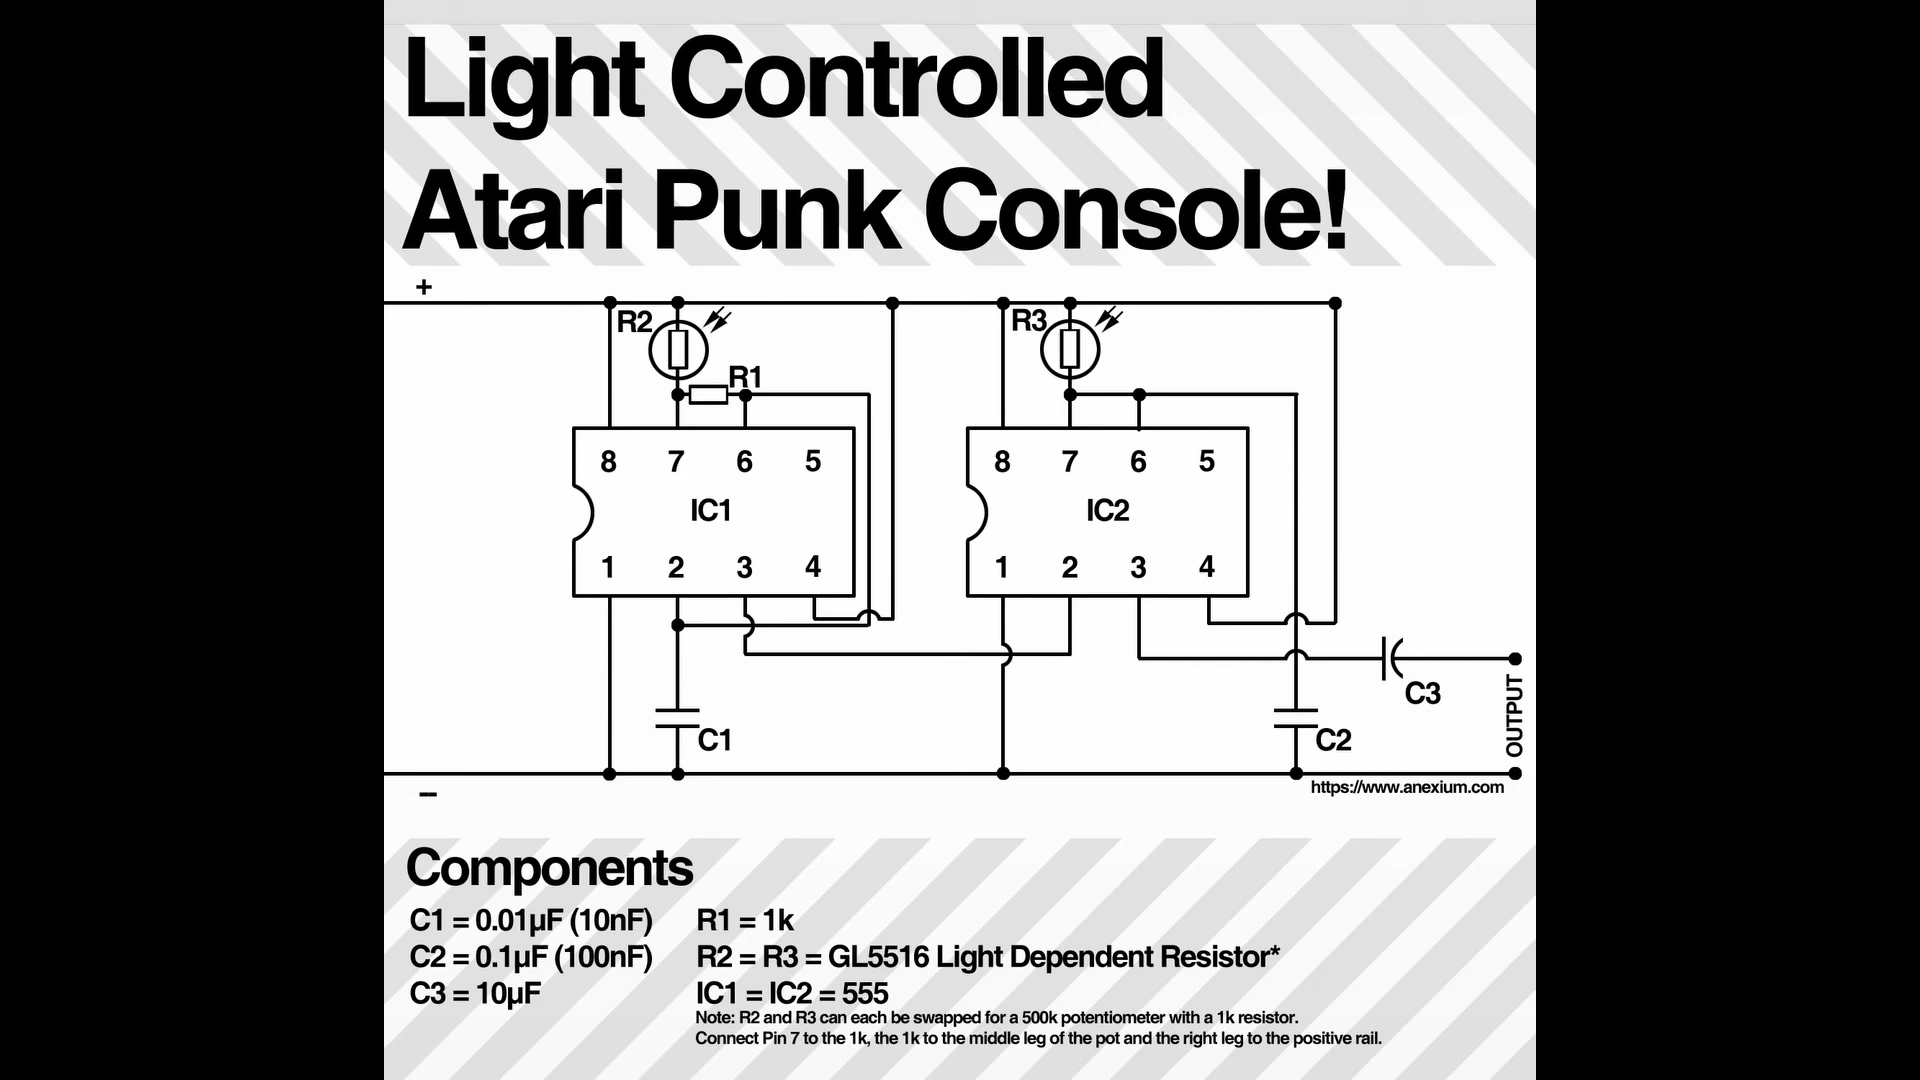 Light Controlled
Atari Punk Console!
+
R2
R3
R1
8 7 6 5
8 7 6 5
IC1
IC2
1 2 3 4
1 2 3 4
C3
OUTPUT
C1
C2
–
https://www.anexium.com
Components
C1 = 0.01µF (10nF)
C2 = 0.1µF (100nF)
C3 = 10µF
R1 = 1k
R2 = R3 = GL5516 Light Dependent Resistor*
IC1 = IC2 = 555
Note: R2 and R3 can each be swapped for a 500k potentiometer with a 1k resistor.
Connect Pin 7 to the 1k, the 1k to the middle leg of the pot and the right leg to the positive rail.